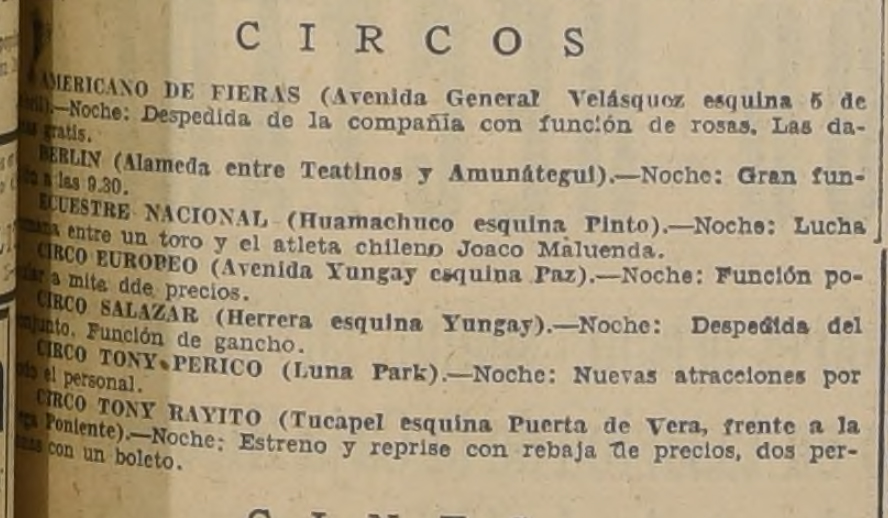 CIRCOS
AMERICANO DE FIERAS (Avenida General Velásquez esquina 5 de
—Noche: Despedida de la compañía con función de rosas. Las da-
gratis.
BERLIN (Alameda entre Teatinos y Amunátegui).—Noche: Gran fun-
a las 9.30.
ECUESTRE NACIONAL (Huamachuco esquina Pinto).—Noche: Lucha
entre un toro y el atleta chileno Joaco Maluenda.
CIRCO EUROPEO (Avenida Yungay esquina Paz).—Noche: Función po-
a mita dde precios.
CIRCO SALAZAR (Herrera esquina Yungay).—Noche: Despedida del
Función de gancho.
CIRCO TONY PERICO (Luna Park).—Noche: Nuevas atracciones por
el personal.
CIRCO TONY RAYITO (Tucapel esquina Puerta de Vera, frente a la
Poniente).—Noche: Estreno y reprise con rebaja de precios, dos per-
con un boleto.